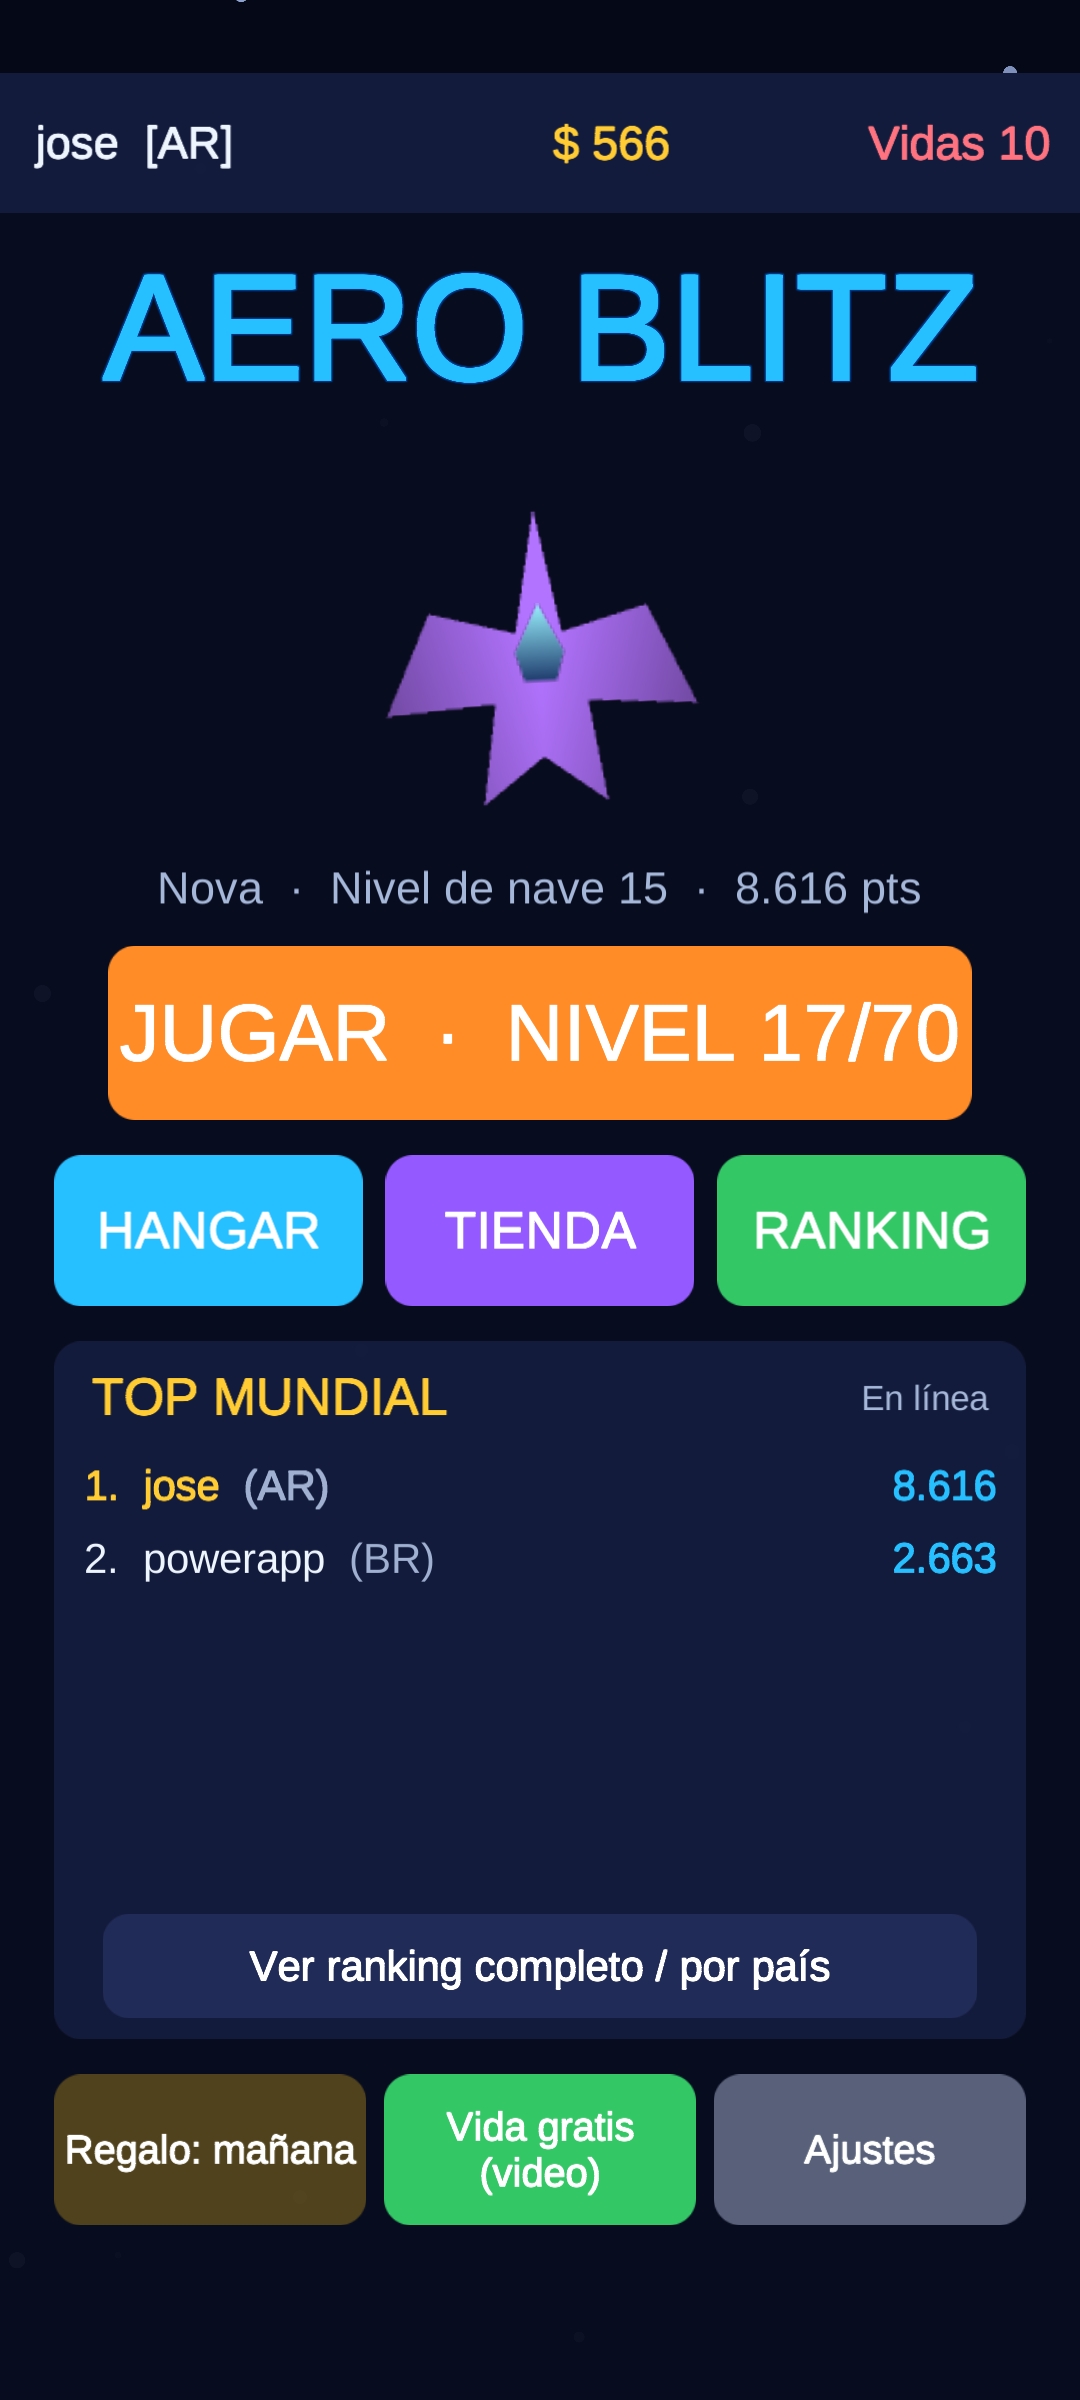 jose [AR] $ 566 Vidas 10
AERO BLITZ
Nova · Nivel de nave 15 · 8.616 pts
JUGAR · NIVEL 17/70
HANGAR TIENDA RANKING
TOP MUNDIAL En línea
1. jose (AR) 8.616
2. powerapp (BR) 2.663
Ver ranking completo / por país
Regalo: mañana
Vida gratis
(video)
Ajustes